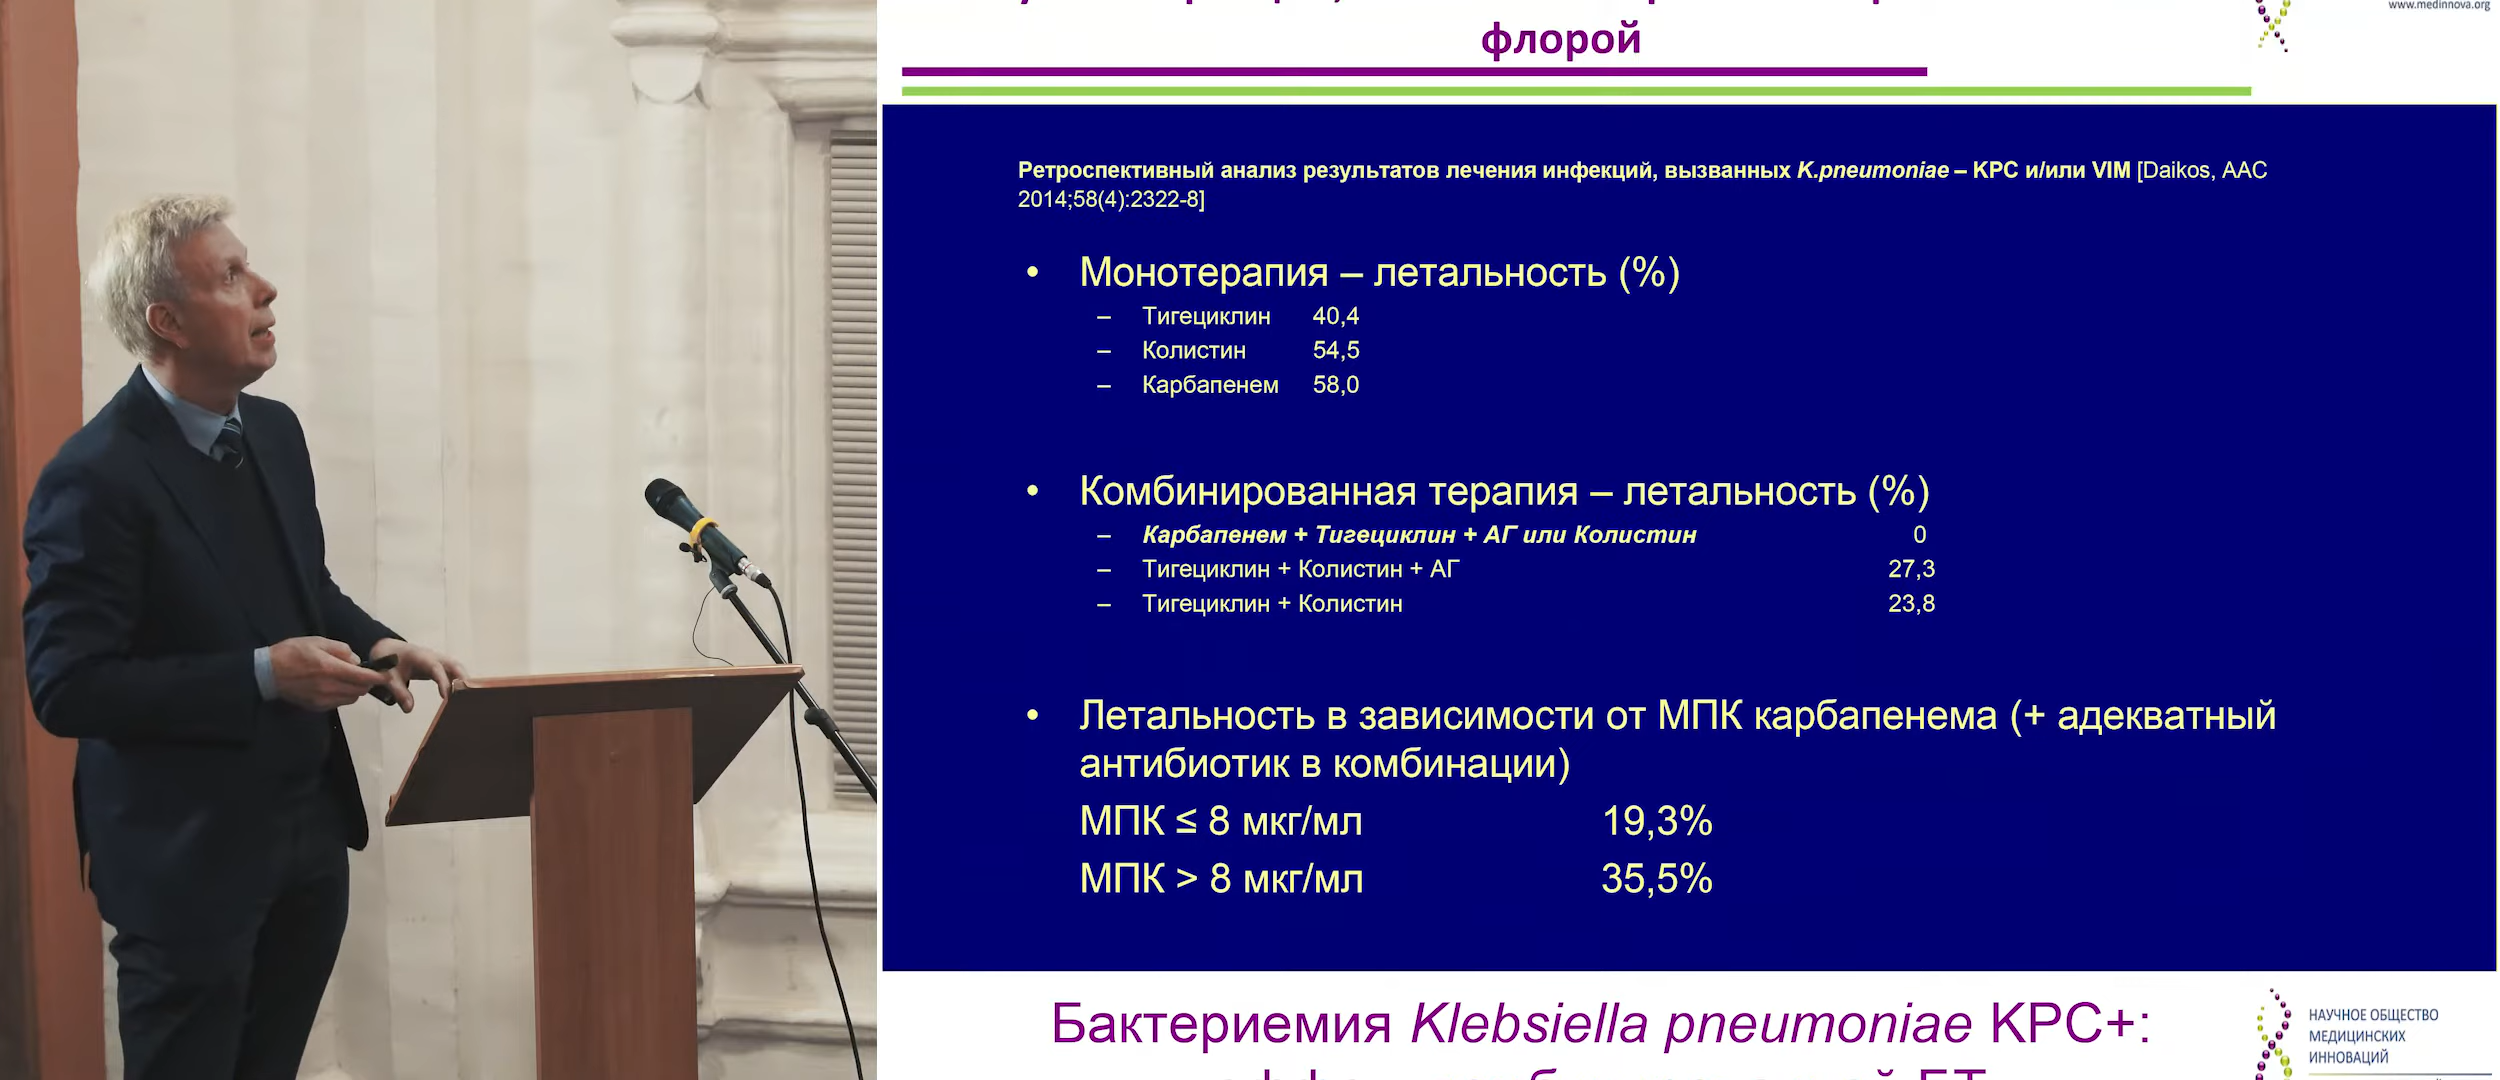 www.medinnova.org
флорой
Ретроспективный анализ результатов лечения инфекций, вызванных K.pneumoniae – KPC и/или VIM [Daikos, AAC
2014;58(4):2322-8]
• Монотерапия – летальность (%)
– Тигециклин 40,4
– Колистин 54,5
– Карбапенем 58,0
• Комбинированная терапия – летальность (%)
– Карбапенем + Тигециклин + АГ или Колистин 0
– Тигециклин + Колистин + АГ 27,3
– Тигециклин + Колистин 23,8
• Летальность в зависимости от МПК карбапенема (+ адекватный
антибиотик в комбинации)
МПК ≤ 8 мкг/мл 19,3%
МПК > 8 мкг/мл 35,5%
Бактериемия Klebsiella pneumoniae KPC+:
НАУЧНОЕ ОБЩЕСТВО
МЕДИЦИНСКИХ
ИННОВАЦИЙ